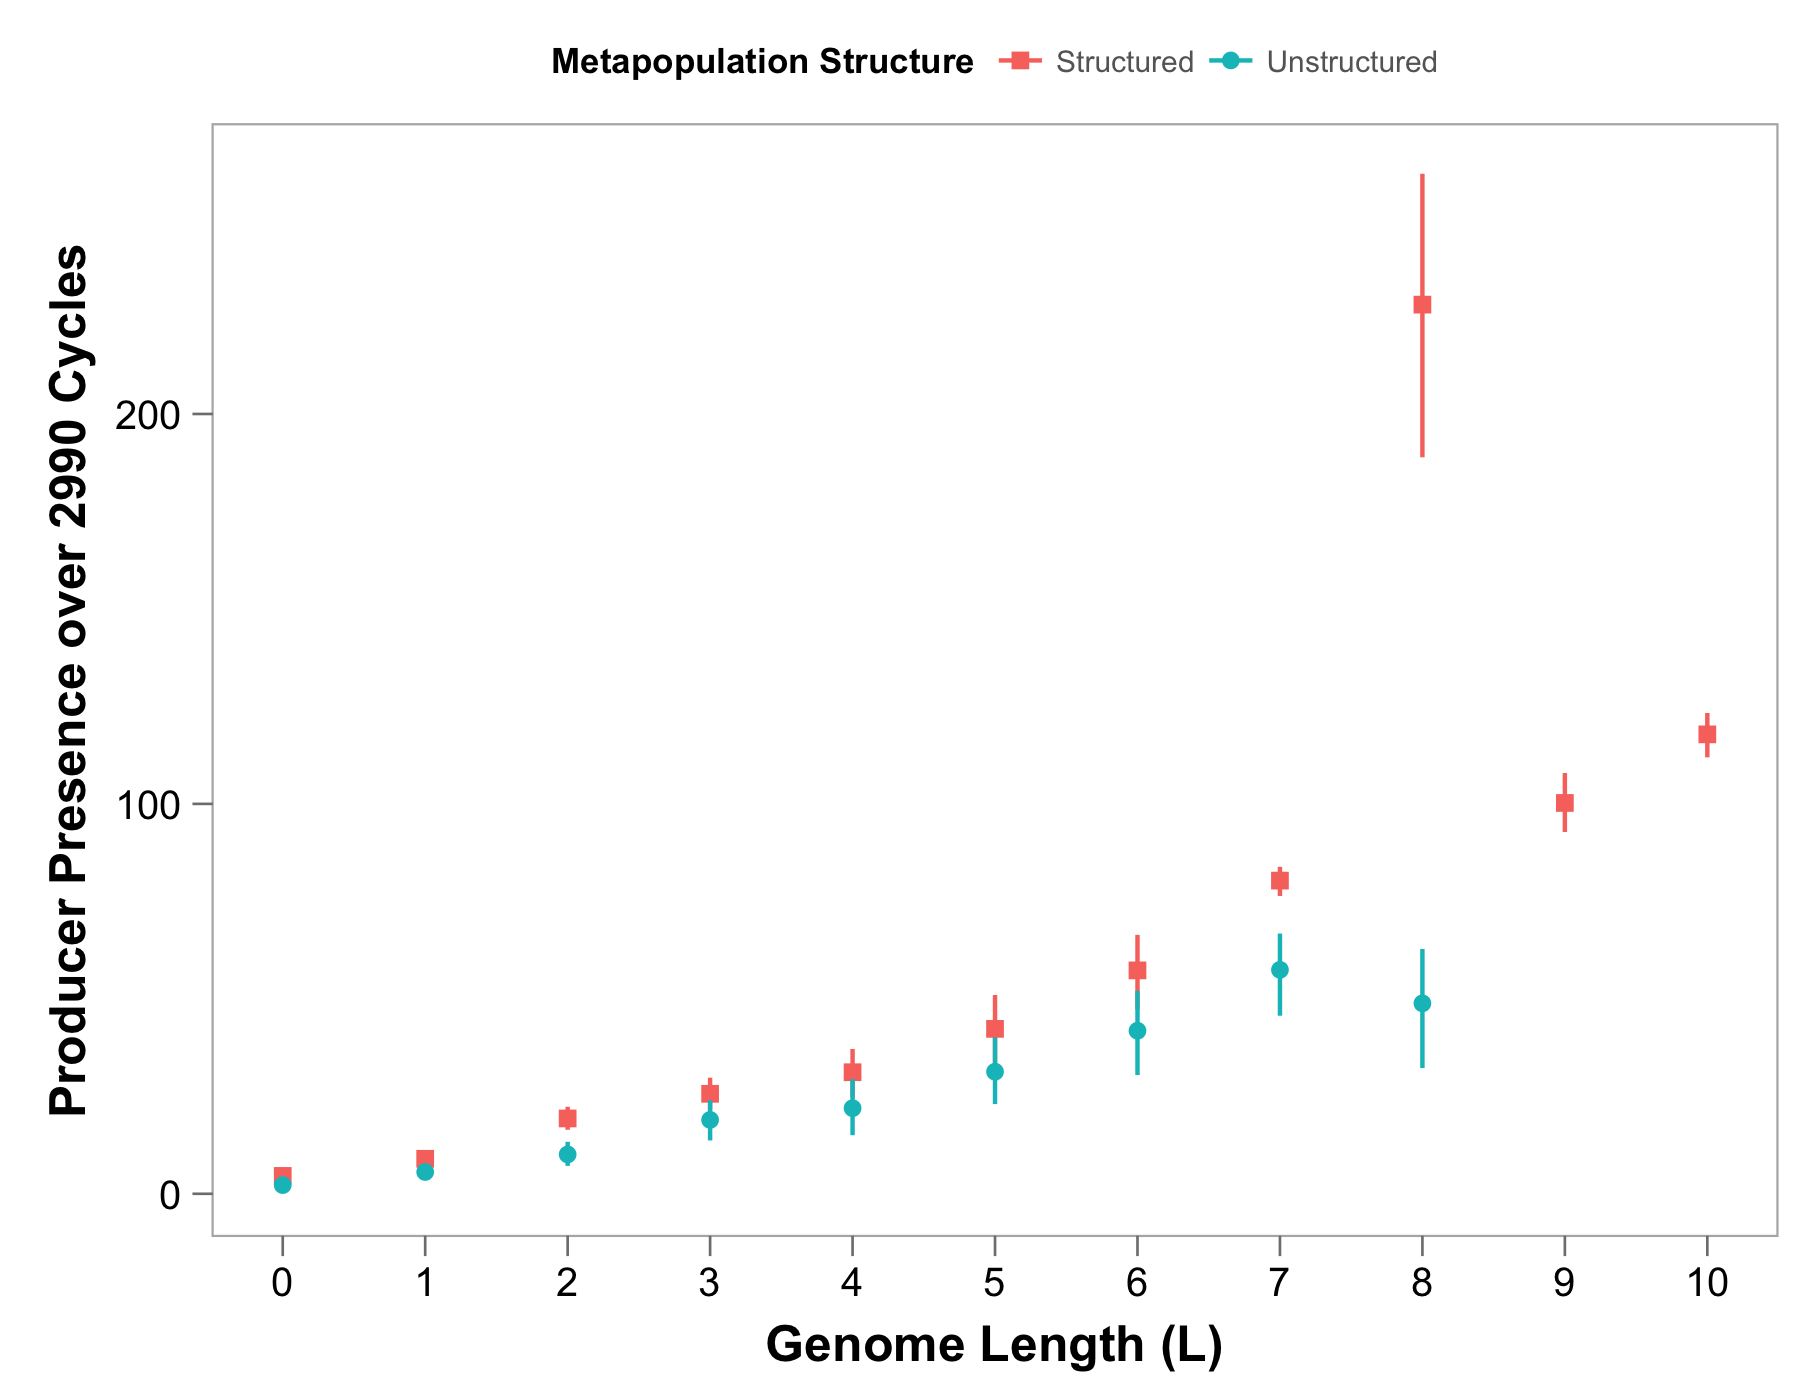 Metapopulation Structure Structured Unstructured
Producer Presence over 2990 Cycles
200
100
0
0 1 2 3 4 5 6 7 8 9 10
Genome Length (L)